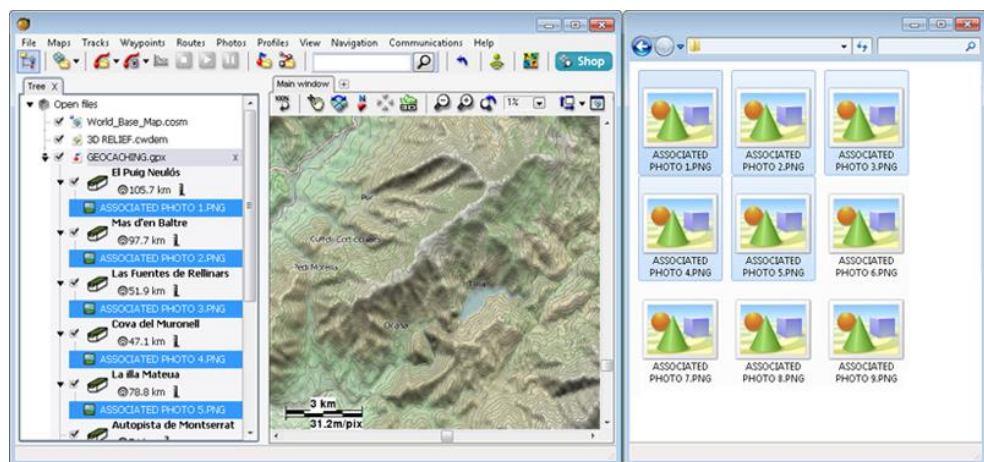 File Maps Tracks Waypoints Routes Photos Profiles View Navigation Communications Help
Shop
Tree X
Open files
World_Base_Map.cosm
3D RELIEF.cwdem
GEOCACHING.gpx x
El Puig Neulós
105.7 km
ASSOCIATED PHOTO 1.PNG
Mas d'en Baltre
97.7 km
ASSOCIATED PHOTO 2.PNG
Las Fuentes de Rellinars
51.9 km
ASSOCIATED PHOTO 3.PNG
Cova del Muronell
47.1 km
ASSOCIATED PHOTO 4.PNG
La illa Mateua
78.8 km
ASSOCIATED PHOTO 5.PNG
Autopista de Montserrat
Main window
100%
1%
Ocaña
3 km
31.2m/pix
ASSOCIATED
PHOTO 1.PNG
ASSOCIATED
PHOTO 2.PNG
ASSOCIATED
PHOTO 3.PNG
ASSOCIATED
PHOTO 4.PNG
ASSOCIATED
PHOTO 5.PNG
ASSOCIATED
PHOTO 6.PNG
ASSOCIATED
PHOTO 7.PNG
ASSOCIATED
PHOTO 8.PNG
ASSOCIATED
PHOTO 9.PNG